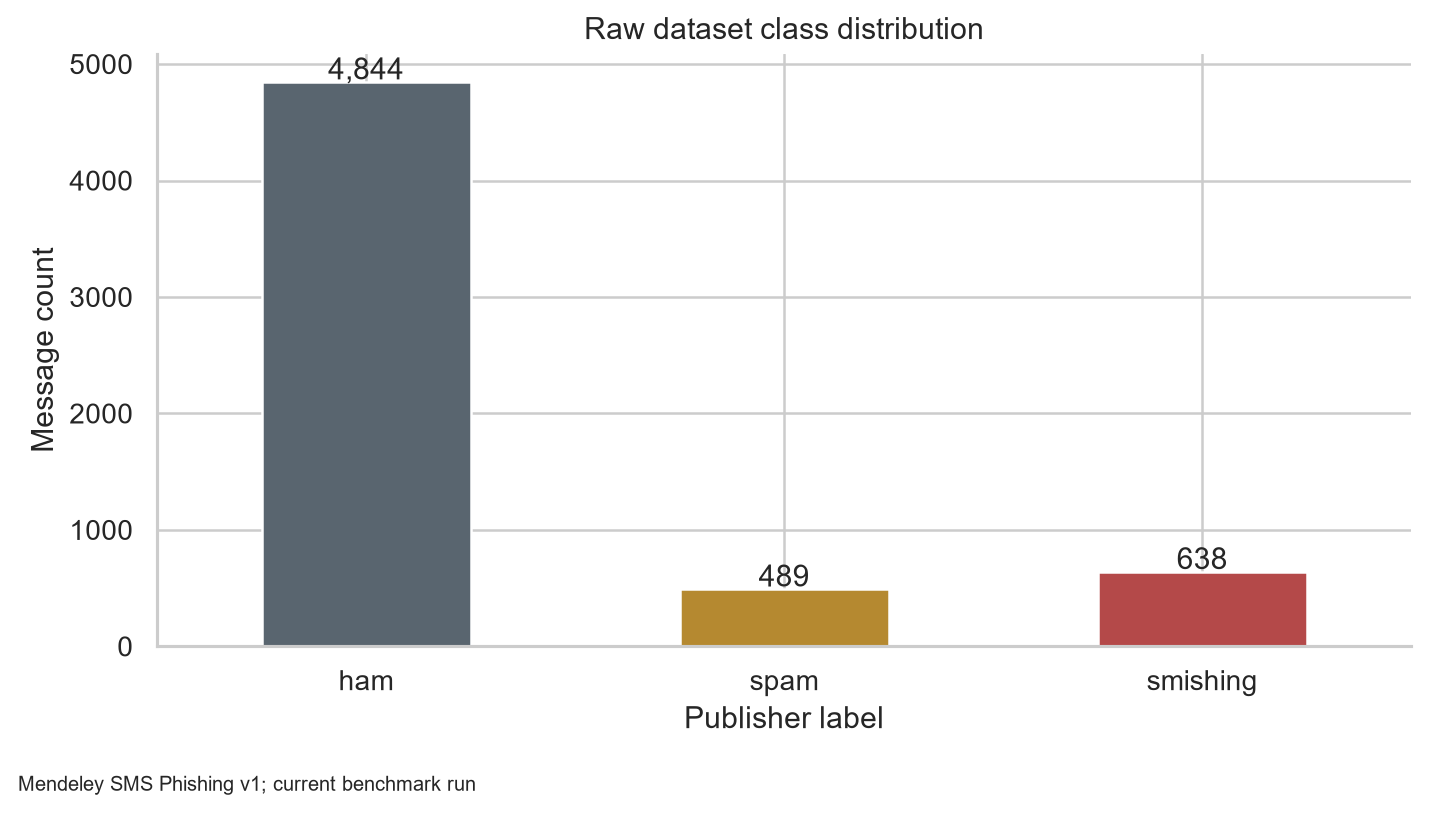 Raw dataset class distribution
5000
4000
3000
2000
1000
0
Message count
4,844
489
638
ham
spam
smishing
Publisher label
Mendeley SMS Phishing v1; current benchmark run